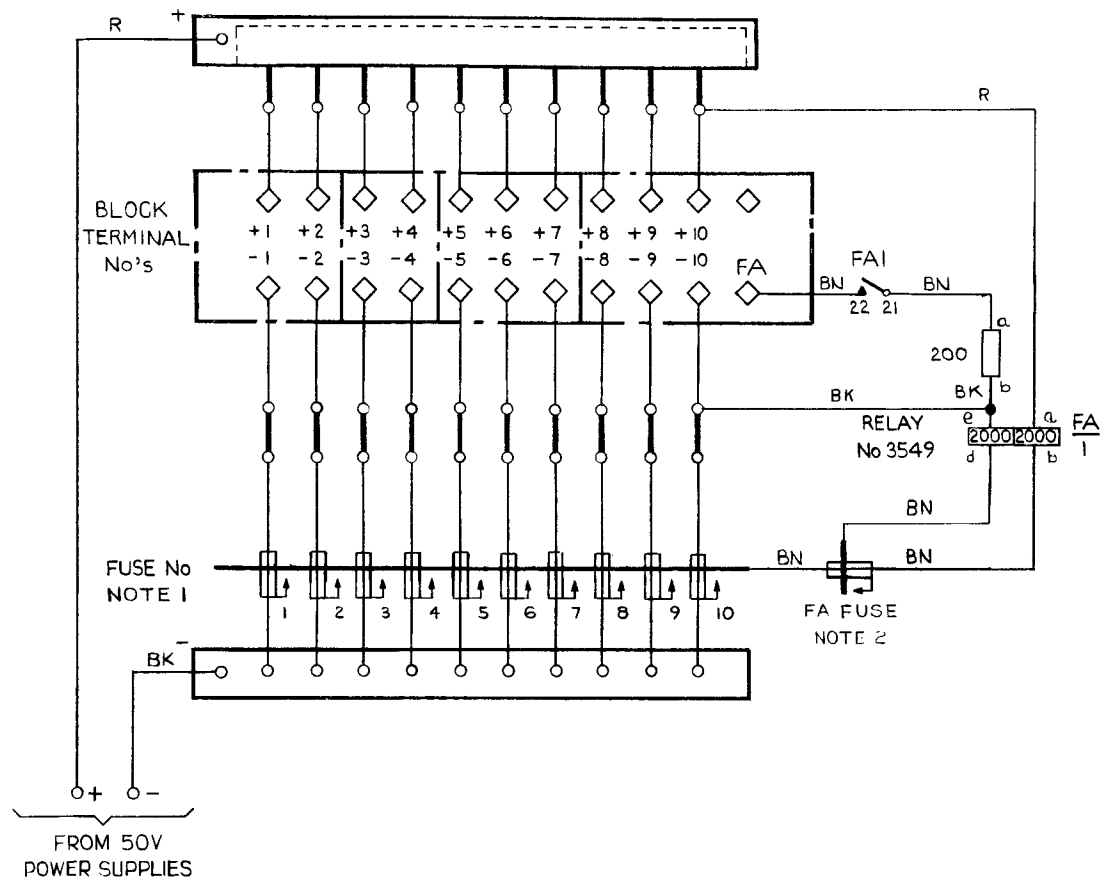 +
R
R
BLOCK
TERMINAL
No's
+1 +2 +3 +4 +5 +6 +7 +8 +9 +10
-1 -2 -3 -4 -5 -6 -7 -8 -9 -10
FA
FA1
BN
BN
22 21
a
200
b
BK
BK
RELAY
No 3549
e
a
2000 2000
FA
1
d
b
BN
FUSE No
NOTE 1
BN
BN
1 2 3 4 5 6 7 8 9 10
FA FUSE
NOTE 2
-
BK
+ -
FROM 50V
POWER SUPPLIES